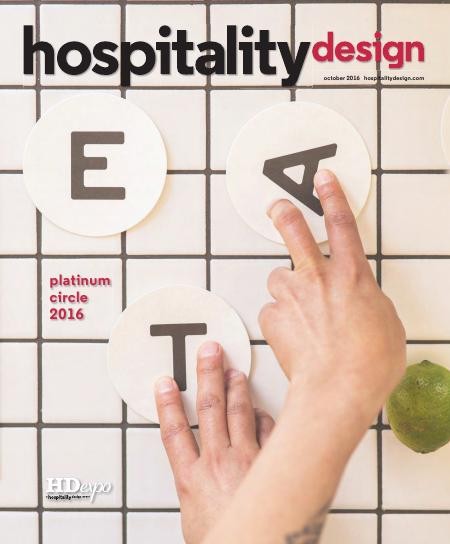 hospitalitydesign
october 2016 hospitalitydesign.com
E
A
T
platinum
circle
2016
HDexpo